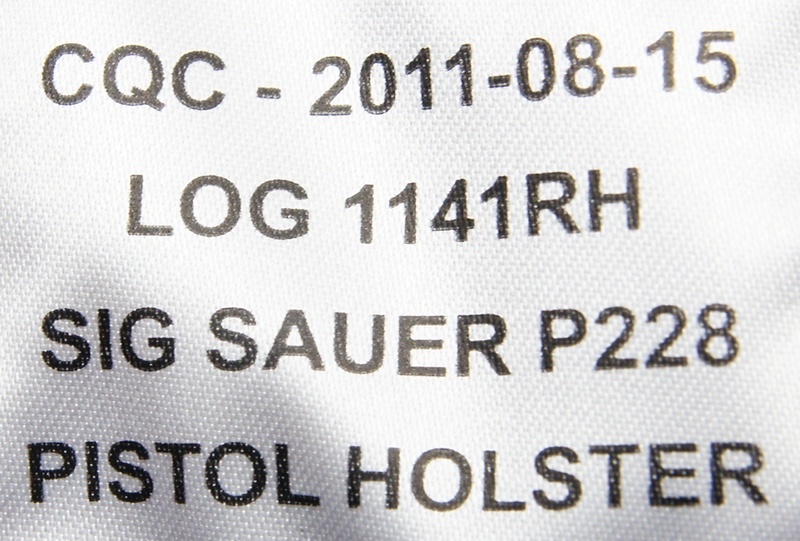 CQC - 2011-08-15
LOG 1141RH
SIG SAUER P228
PISTOL HOLSTER